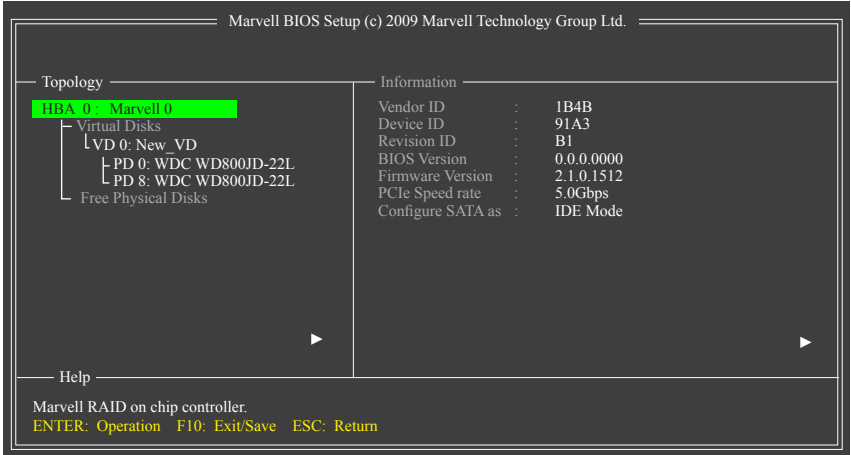 Marvell BIOS Setup (c) 2009 Marvell Technology Group Ltd.
Topology
HBA 0 : Marvell 0
Virtual Disks
VD 0: New_VD
PD 0: WDC WD800JD-22L
PD 8: WDC WD800JD-22L
Free Physical Disks
Information
Vendor ID : 1B4B
Device ID : 91A3
Revision ID : B1
BIOS Version : 0.0.0.0000
Firmware Version : 2.1.0.1512
PCIe Speed rate : 5.0Gbps
Configure SATA as : IDE Mode
Help
Marvell RAID on chip controller.
ENTER: Operation F10: Exit/Save ESC: Return